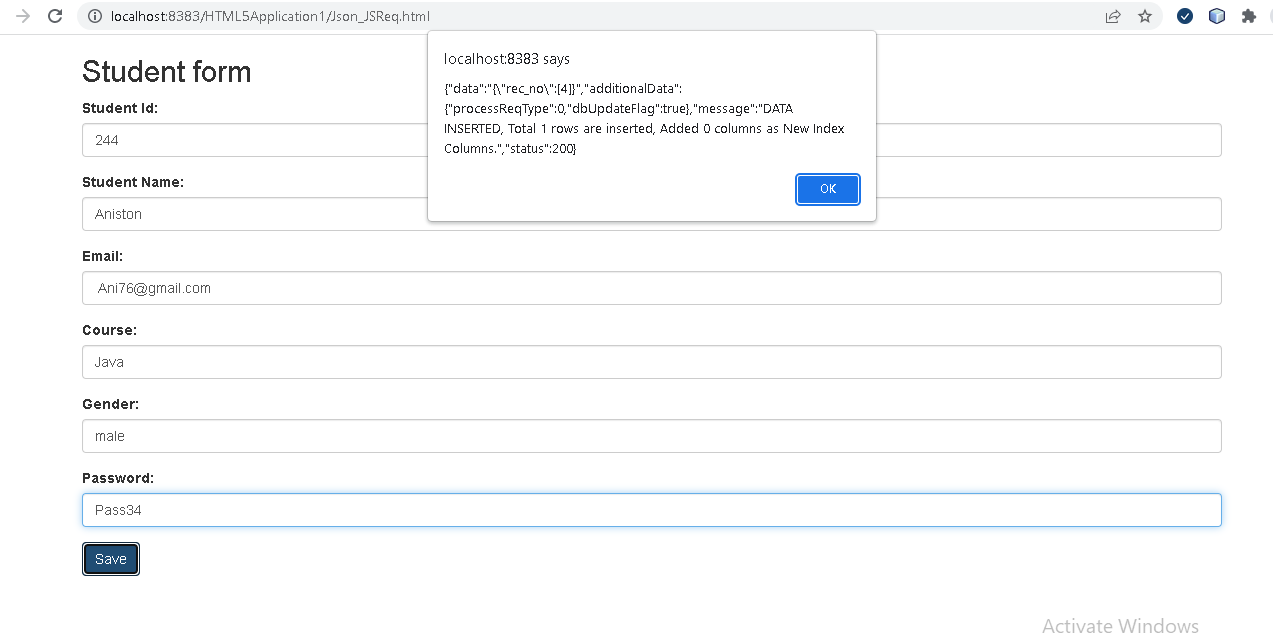 localhost:8383/HTML5Application1/Json_JSReq.html
localhost:8383 says
{"data":"{\"rec_no\":[4]}","additionalData":
{"processReqType":0,"dbUpdateFlag":true},"message":"DATA
INSERTED, Total 1 rows are inserted, Added 0 columns as New Index
Columns.","status":200}
OK
Student form
Student Id:
244
Student Name:
Aniston
Email:
Ani76@gmail.com
Course:
Java
Gender:
male
Password:
Pass34
Save
Activate Windows